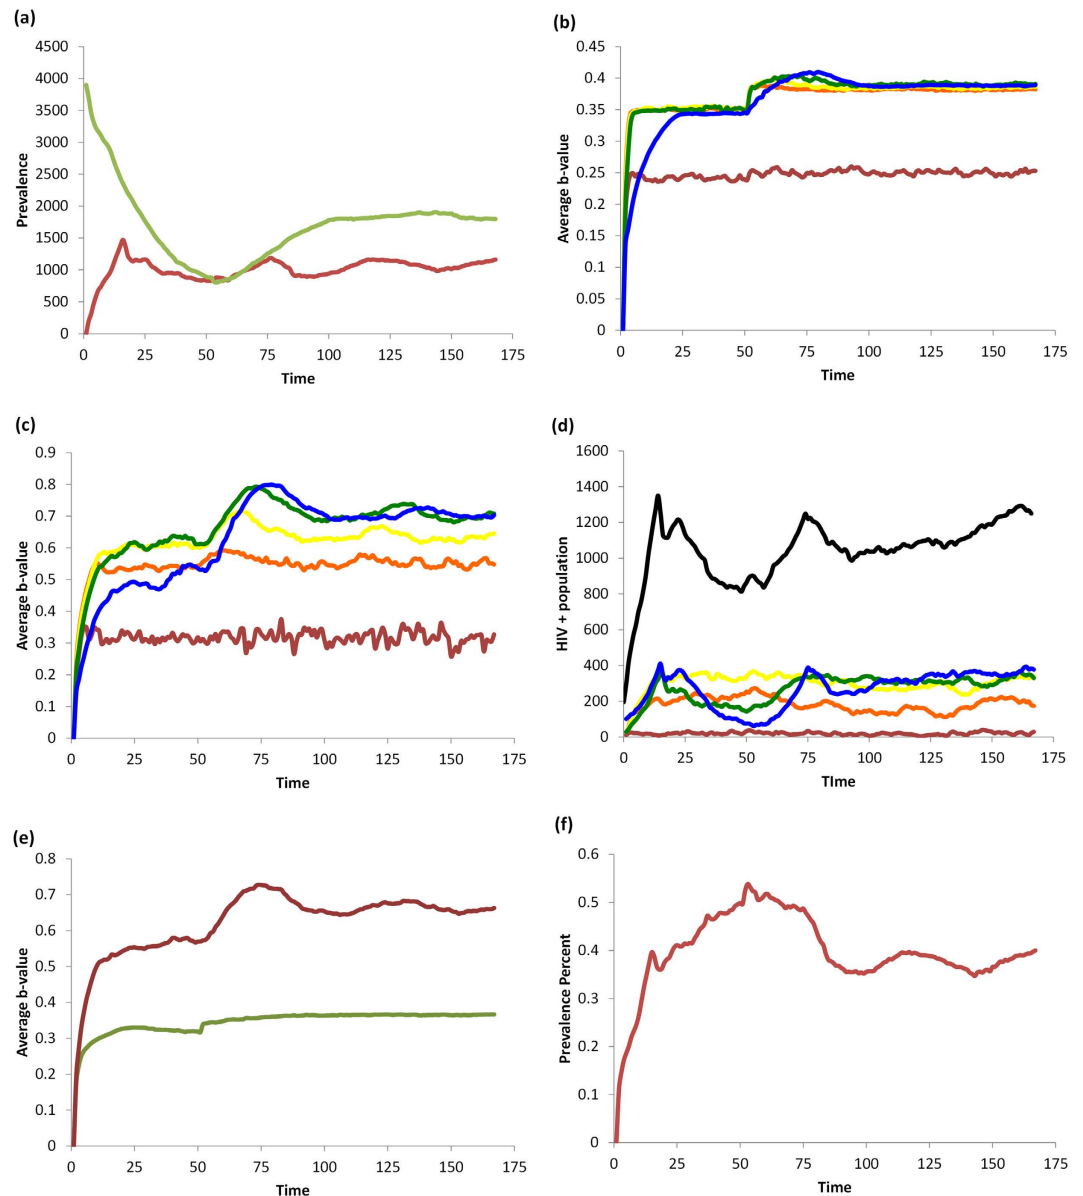 (a)
4500
4000
3500
3000
2500
2000
1500
1000
500
0
Prevalence
0 25 50 75 100 125 150 175
Time
(b)
0.45
0.4
0.35
0.3
0.25
0.2
0.15
0.1
0.05
0
Average b-value
0 25 50 75 100 125 150 175
Time
(c)
0.9
0.8
0.7
0.6
0.5
0.4
0.3
0.2
0.1
0
Average b-value
0 25 50 75 100 125 150 175
Time
(d)
1600
1400
1200
1000
800
600
400
200
0
HIV + population
0 25 50 75 100 125 150 175
TIme
(e)
0.8
0.7
0.6
0.5
0.4
0.3
0.2
0.1
0
Average b-value
0 25 50 75 100 125 150 175
Time
(f)
0.6
0.5
0.4
0.3
0.2
0.1
0
Prevalence Percent
0 25 50 75 100 125 150 175
Time